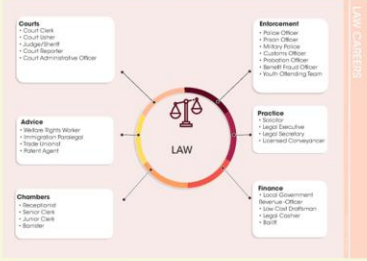 Courts
• Court Clerk
• Court Usher
• Judge/Sheriff
• Court Reporter
• Court Administrative Officer
Enforcement
• Police Officer
• Prison Officer
• Military Police
• Customs Officer
• Probation Officer
• Benefit Fraud Officer
• Youth Offending Team
LAW CAREERS
Advice
• Welfare Rights Worker
• Immigration Paralegal
• Trade Unionist
• Patent Agent
LAW
Practice
• Solicitor
• Legal Executive
• Legal Secretary
• Licensed Conveyancer
Chambers
• Receptionist
• Senior Clerk
• Junior Clerk
• Barrister
Finance
• Local Government
Revenue Officer
• Law Cost Draftsman
• Legal Cashier